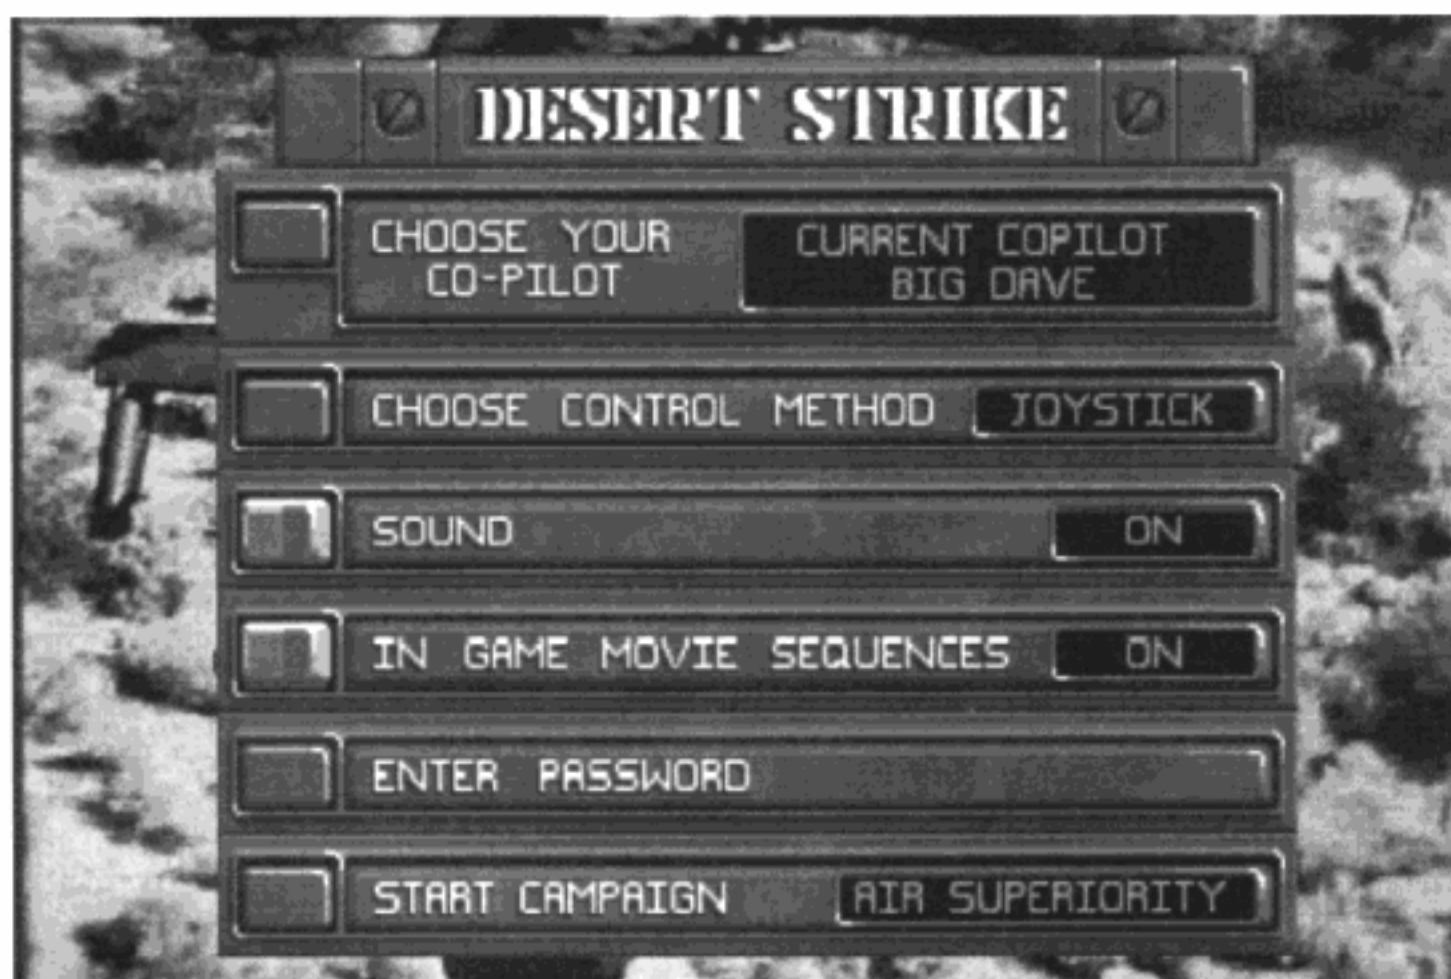 DESERT STRIKE
CHOOSE YOUR
CO-PILOT
CURRENT COPILOT
BIG DAVE
CHOOSE CONTROL METHOD JOYSTICK
SOUND ON
IN GAME MOVIE SEQUENCES ON
ENTER PASSWORD
START CAMPAIGN AIR SUPERIORITY